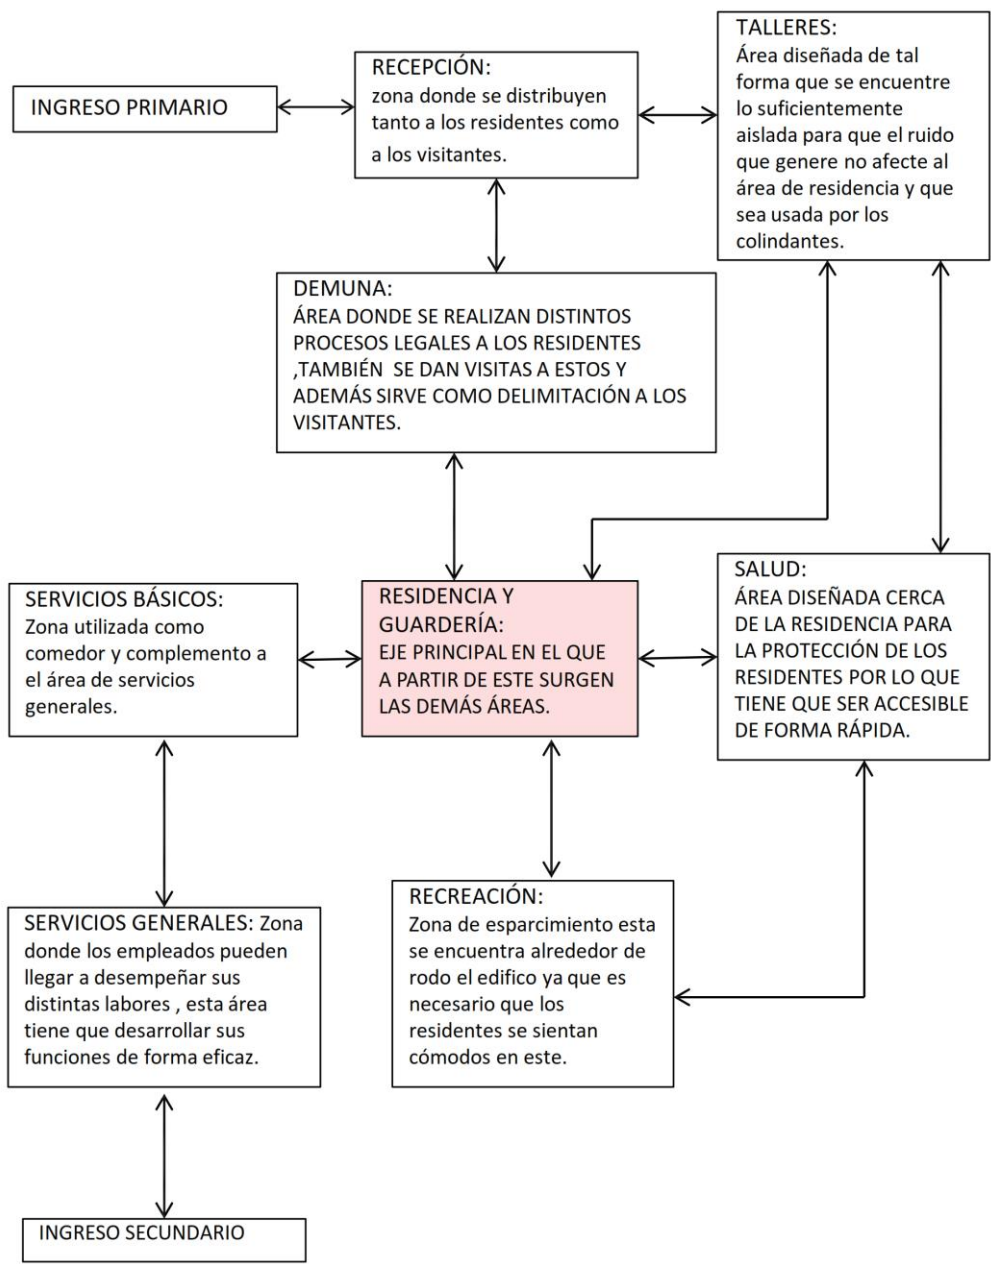 INGRESO PRIMARIO
RECEPCIÓN:
zona donde se distribuyen
tanto a los residentes como
a los visitantes.
TALLERES:
Área diseñada de tal
forma que se encuentre
lo suficientemente
aislada para que el ruido
que genere no afecte al
área de residencia y que
sea usada por los
colindantes.
DEMUNA:
ÁREA DONDE SE REALIZAN DISTINTOS
PROCESOS LEGALES A LOS RESIDENTES
,TAMBIÉN SE DAN VISITAS A ESTOS Y
ADEMÁS SIRVE COMO DELIMITACIÓN A LOS
VISITANTES.
SERVICIOS BÁSICOS:
Zona utilizada como
comedor y complemento a
el área de servicios
generales.
RESIDENCIA Y
GUARDERÍA:
EJE PRINCIPAL EN EL QUE
A PARTIR DE ESTE SURGEN
LAS DEMÁS ÁREAS.
SALUD:
ÁREA DISEÑADA CERCA
DE LA RESIDENCIA PARA
LA PROTECCIÓN DE LOS
RESIDENTES POR LO QUE
TIENE QUE SER ACCESIBLE
DE FORMA RÁPIDA.
SERVICIOS GENERALES: Zona
donde los empleados pueden
llegar a desempeñar sus
distintas labores , esta área
tiene que desarrollar sus
funciones de forma eficaz.
RECREACIÓN:
Zona de esparcimiento esta
se encuentra alrededor de
rodo el edifico ya que es
necesario que los
residentes se sientan
cómodos en este.
INGRESO SECUNDARIO